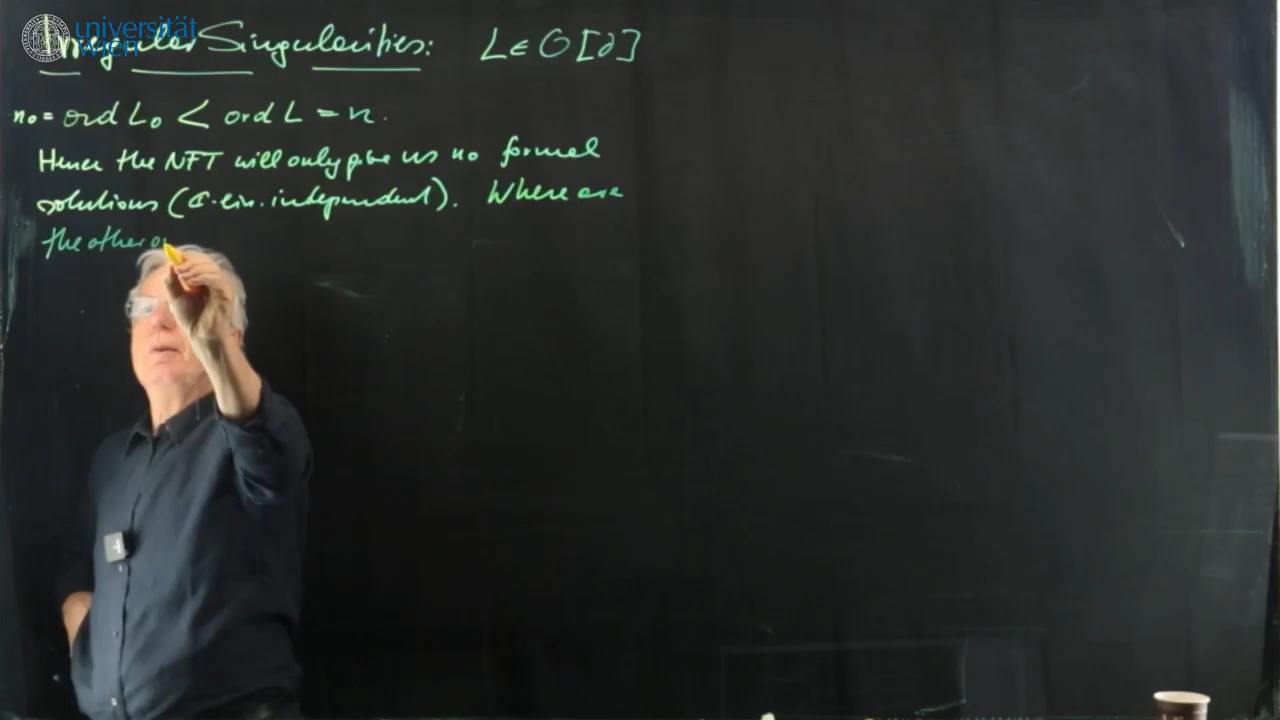 universität
wien
Irregular Singularities: L ∈ O[∂]
n₀ = ord L₀ < ord L = n.
Hence the NFT will only give us n₀ formal
solutions (ℂ-lin. independent). Where are
the other o